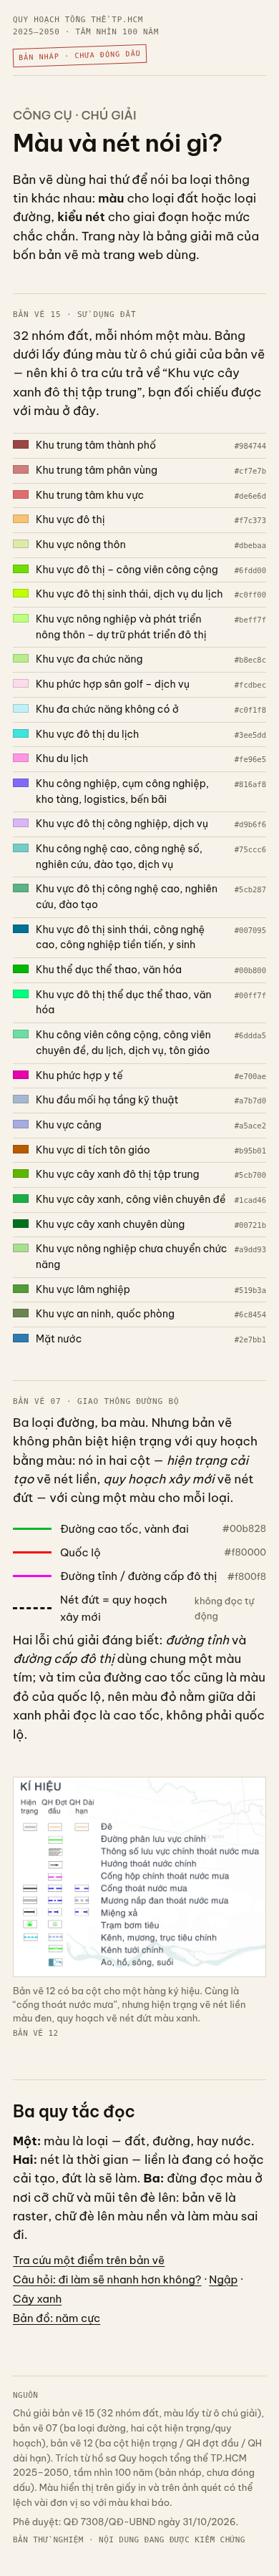 QUY HOẠCH TỔNG THỂ TP.HCM
2025–2050 · TẦM NHÌN 100 NĂM
BẢN NHÁP · CHƯA ĐÓNG DẤU
CÔNG CỤ · CHÚ GIẢI
Màu và nét nói gì?
Bản vẽ dùng hai thứ để nói ba loại thông
tin khác nhau: màu cho loại đất hoặc loại
đường, kiểu nét cho giai đoạn hoặc mức
chắc chắn. Trang này là bảng giải mã của
bốn bản vẽ mà trang web dùng.
BẢN VẼ 15 · SỬ DỤNG ĐẤT
32 nhóm đất, mỗi nhóm một màu. Bảng
dưới lấy đúng màu từ ô chú giải của bản vẽ
— nên khi ô tra cứu trả về “Khu vực cây
xanh đô thị tập trung”, bạn đối chiếu được
với màu ở đây.
Khu trung tâm thành phố #984744
Khu trung tâm phân vùng #cf7e7b
Khu trung tâm khu vực #de6e6d
Khu vực đô thị #f7c373
Khu vực nông thôn #dbebaa
Khu vực đô thị – công viên công cộng #6fdd00
Khu vực đô thị sinh thái, dịch vụ du lịch #c0ff00
Khu vực nông nghiệp và phát triển #beff7f
nông thôn – dự trữ phát triển đô thị
Khu vực đa chức năng #b8ec8c
Khu phức hợp sân golf – dịch vụ #fcdbec
Khu đa chức năng không có ở #c0f1f8
Khu vực đô thị du lịch #3ee5dd
Khu du lịch #fe96e5
Khu công nghiệp, cụm công nghiệp, #816af8
kho tàng, logistics, bến bãi
Khu vực đô thị công nghiệp, dịch vụ #d9b6f6
Khu công nghệ cao, công nghệ số, #75ccc6
nghiên cứu, đào tạo, dịch vụ
Khu vực đô thị công nghệ cao, nghiên #5cb287
cứu, đào tạo
Khu vực đô thị sinh thái, công nghệ #007095
cao, công nghiệp tiền tiến, y sinh
Khu thể dục thể thao, văn hóa #00b800
Khu vực đô thị thể dục thể thao, văn #00ff7f
hóa
Khu công viên công cộng, công viên #6ddda5
chuyên đề, du lịch, dịch vụ, tôn giáo
Khu phức hợp y tế #e700ae
Khu đầu mối hạ tầng kỹ thuật #a7b7d0
Khu vực cảng #a5ace2
Khu vực di tích tôn giáo #b95b01
Khu vực cây xanh đô thị tập trung #5cb700
Khu vực cây xanh, công viên chuyên đề #1cad46
Khu vực cây xanh chuyên dùng #00721b
Khu vực nông nghiệp chưa chuyển chức #a9dd93
năng
Khu vực lâm nghiệp #519b3a
Khu vực an ninh, quốc phòng #6c8454
Mặt nước #2e7bb1
BẢN VẼ 07 · GIAO THÔNG ĐƯỜNG BỘ
Ba loại đường, ba màu. Nhưng bản vẽ
không phân biệt hiện trạng với quy hoạch
bằng màu: nó in hai cột — hiện trạng cải
tạo vẽ nét liền, quy hoạch xây mới vẽ nét
đứt — với cùng một màu cho mỗi loại.
Đường cao tốc, vành đai #00b828
Quốc lộ #f80000
Đường tỉnh / đường cấp đô thị #f800f8
Nét đứt = quy hoạch không đọc tự
xây mới động
Hai lỗi chú giải đáng biết: đường tỉnh và
đường cấp đô thị dùng chung một màu
tím; và tim của đường cao tốc cũng là màu
đỏ của quốc lộ, nên màu đỏ nằm giữa dải
xanh phải đọc là cao tốc, không phải quốc
lộ.
KÍ HIỆU
Hiện QH Đợt QH Dài
trạng đầu hạn
Đê
Đường phân lưu vực chính
Thông số lưu vực chính thoát nước mưa
Hướng thoát nước chính
Cống hộp chính thoát nước mưa
Cống thoát nước mưa
Mương nắp đan thoát nước mưa
Miệng xả
Trạm bơm tiêu
Kênh, mương, trục tiêu chính
Kênh tưới chính
Ao, hồ, sông, suối
Bản vẽ 12 có ba cột cho một hàng ký hiệu. Cùng là
“cống thoát nước mưa”, nhưng hiện trạng vẽ nét liền
màu đen, quy hoạch vẽ nét đứt màu xanh.
BẢN VẼ 12
Ba quy tắc đọc
Một: màu là loại — đất, đường, hay nước.
Hai: nét là thời gian — liền là đang có hoặc
cải tạo, đứt là sẽ làm. Ba: đừng đọc màu ở
nơi cỡ chữ và mũi tên đè lên: bản vẽ là
raster, chữ đè lên màu nền và làm màu sai
đi.
Tra cứu một điểm trên bản vẽ
Câu hỏi: đi làm sẽ nhanh hơn không? · Ngập ·
Cây xanh
Bản đồ: năm cực
NGUỒN
Chú giải bản vẽ 15 (32 nhóm đất, màu lấy từ ô chú giải),
bản vẽ 07 (ba loại đường, hai cột hiện trạng/quy
hoạch), bản vẽ 12 (ba cột hiện trạng / QH đợt đầu / QH
dài hạn). Trích từ hồ sơ Quy hoạch tổng thể TP.HCM
2025–2050, tầm nhìn 100 năm (bản nháp, chưa đóng
dấu). Màu hiển thị trên giấy in và trên ảnh quét có thể
lệch vài đơn vị so với màu khai báo.
Phê duyệt: QĐ 7308/QĐ-UBND ngày 31/10/2026.
BẢN THỬ NGHIỆM · NỘI DUNG ĐANG ĐƯỢC KIỂM CHỨNG